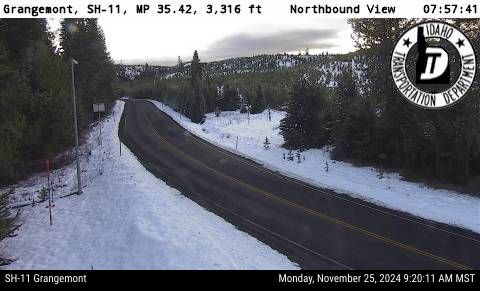 Grangemont, SH-11, MP 35.42, 3,316 ft Northbound View 07:57:41
IDAHO
TRANSPORTATION DEPARTMENT
SH-11 Grangemont Monday, November 25, 2024 9:20:11 AM MST